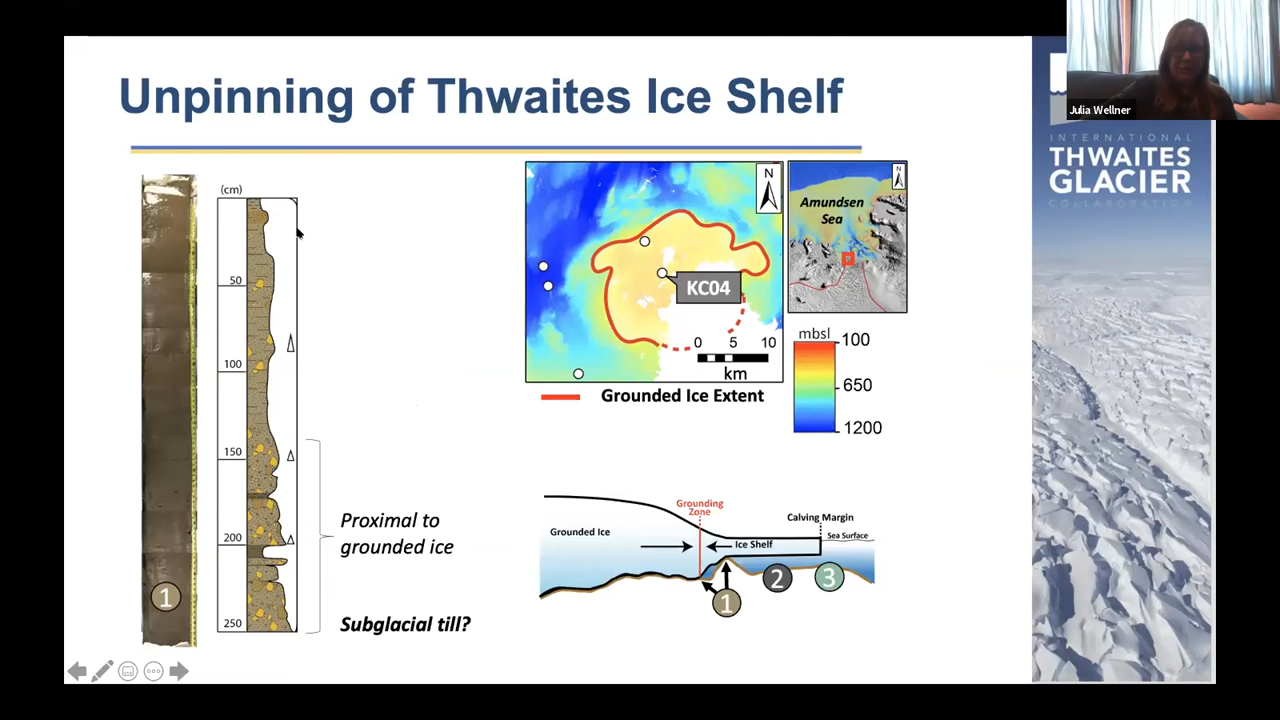 Unpinning of Thwaites Ice Shelf
Julia Wellner
INTERNATIONAL
THWAITES
GLACIER
COLLABORATION
(cm)
50
100
150
200
250
1
Proximal to
grounded ice
Subglacial till?
N
KC04
0 5 10
km
Grounded Ice Extent
N
Amundsen
Sea
mbsl
100
650
1200
Grounding
Zone
Calving Margin
Grounded Ice
Ice Shelf
Sea Surface
1
2
3